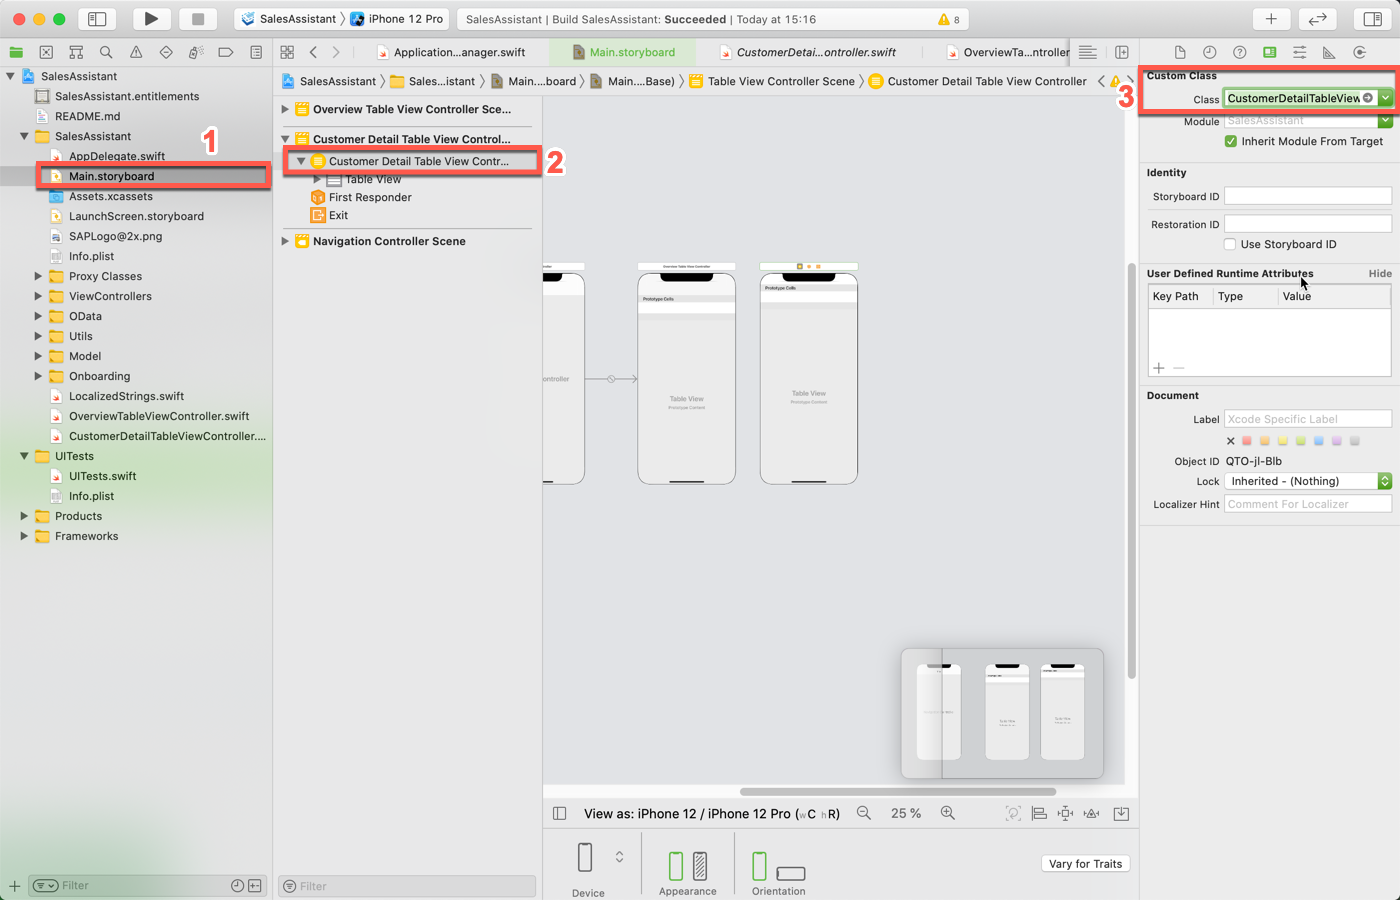 SalesAssistant
iPhone 12 Pro
SalesAssistant | Build SalesAssistant: Succeeded | Today at 15:16
8
Application...anager.swift
Main.storyboard
CustomerDetai...ontroller.swift
OverviewTa...ntroller
SalesAssistant
Sales...istant
Main....board
Main....Base)
Table View Controller Scene
Customer Detail Table View Controller
SalesAssistant
SalesAssistant.entitlements
README.md
SalesAssistant
1
AppDelegate.swift
Main.storyboard
Assets.xcassets
LaunchScreen.storyboard
SAPLogo@2x.png
Info.plist
Proxy Classes
ViewControllers
OData
Utils
Model
Onboarding
LocalizedStrings.swift
OverviewTableViewController.swift
CustomerDetailTableViewController....
UITests
UITests.swift
Info.plist
Products
Frameworks
Filter
Overview Table View Controller Sce...
Customer Detail Table View Control...
Customer Detail Table View Contr...
2
Table View
First Responder
Exit
Navigation Controller Scene
Filter
Overview Table View Controller
Prototype Cells
Prototype Cells
ontroller
Table View
Prototype Content
Table View
Prototype Content
View as: iPhone 12 / iPhone 12 Pro (wC hR)
25 %
Device
Appearance
Orientation
Vary for Traits
3
Custom Class
Class
CustomerDetailTableView
Module
SalesAssistant
Inherit Module From Target
Identity
Storyboard ID
Restoration ID
Use Storyboard ID
User Defined Runtime Attributes
Hide
Key Path
Type
Value
Document
Label
Xcode Specific Label
Object ID
QTO-jl-Blb
Lock
Inherited - (Nothing)
Localizer Hint
Comment For Localizer